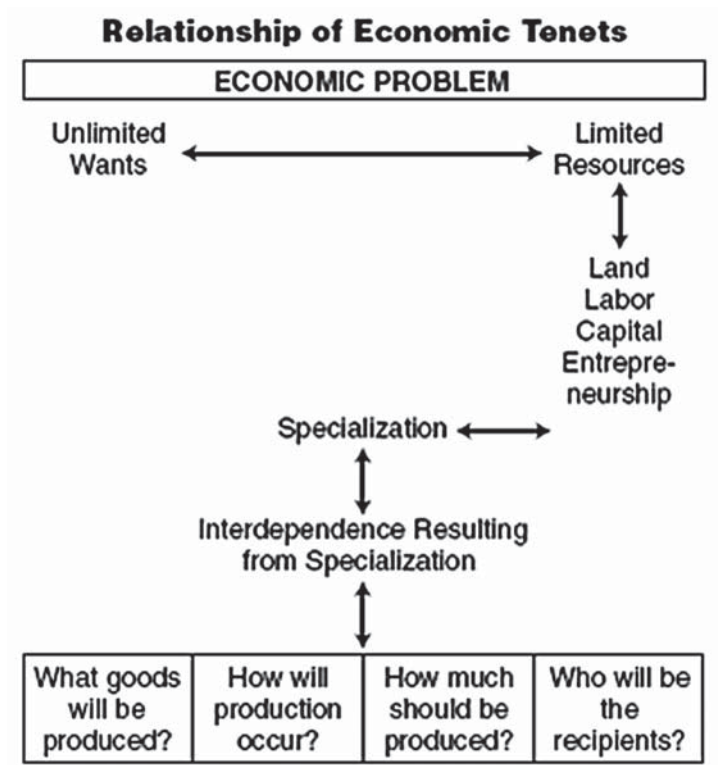 Relationship of Economic Tenets
ECONOMIC PROBLEM
Unlimited
Wants
Limited
Resources
Land
Labor
Capital
Entrepre-
neurship
Specialization
Interdependence Resulting
from Specialization
What goods
will be
produced?
How will
production
occur?
How much
should be
produced?
Who will be
the
recipients?